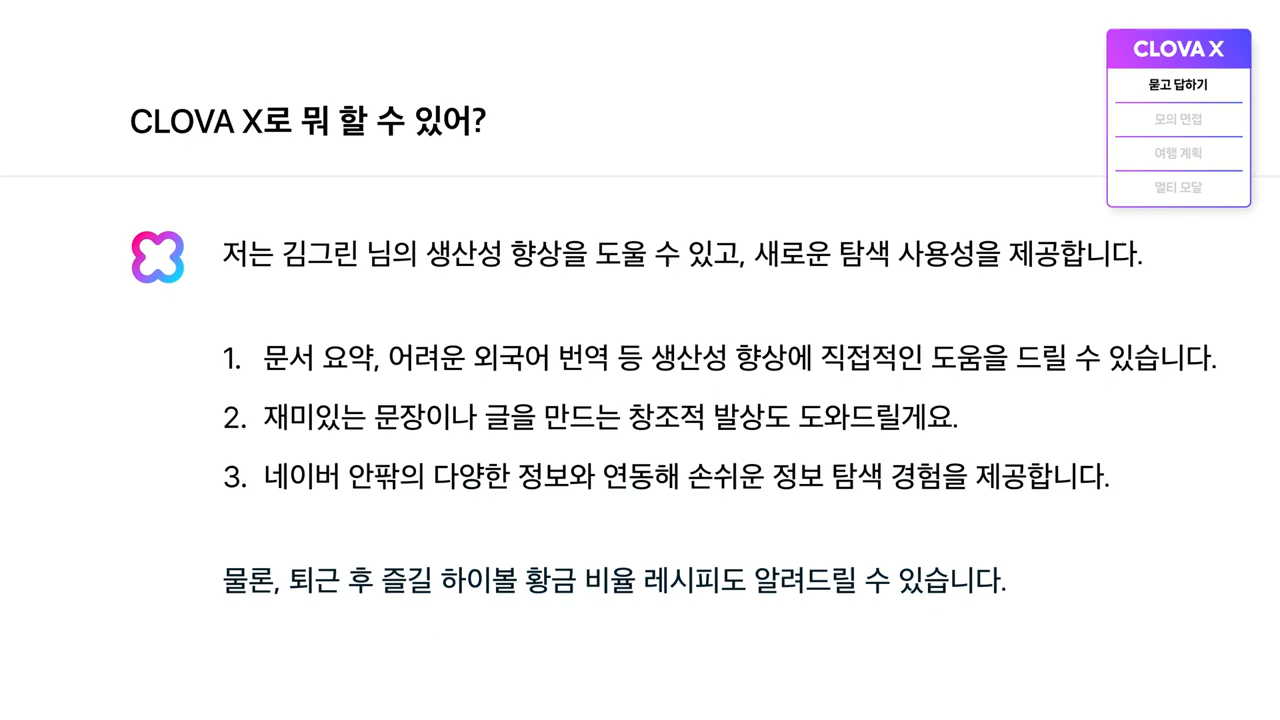 CLOVA X
묻고 답하기
모의 면접
여행 계획
멀티 모달
CLOVA X로 뭐 할 수 있어?
저는 김그린 님의 생산성 향상을 도울 수 있고, 새로운 탐색 사용성을 제공합니다.
1. 문서 요약, 어려운 외국어 번역 등 생산성 향상에 직접적인 도움을 드릴 수 있습니다.
2. 재미있는 문장이나 글을 만드는 창조적 발상도 도와드릴게요.
3. 네이버 안팎의 다양한 정보와 연동해 손쉬운 정보 탐색 경험을 제공합니다.
물론, 퇴근 후 즐길 하이볼 황금 비율 레시피도 알려드릴 수 있습니다.